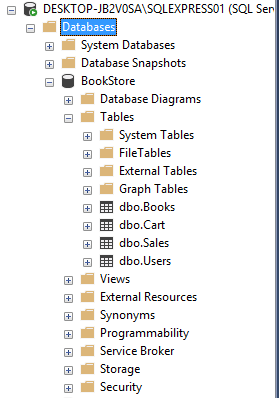 DESKTOP-JB2V0SA\SQLEXPRESS01 (SQL Ser
Databases
System Databases
Database Snapshots
BookStore
Database Diagrams
Tables
System Tables
FileTables
External Tables
Graph Tables
dbo.Books
dbo.Cart
dbo.Sales
dbo.Users
Views
External Resources
Synonyms
Programmability
Service Broker
Storage
Security